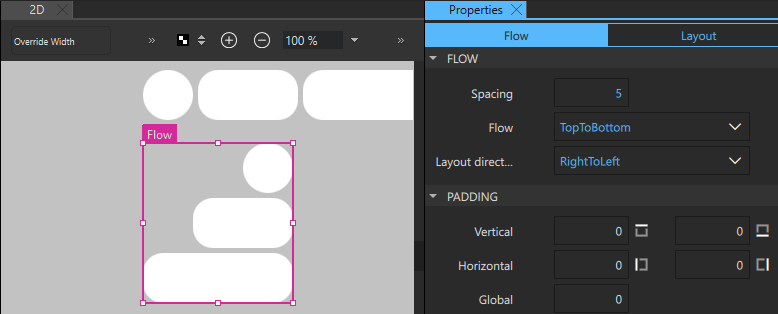 2D
Override Width
100 %
Flow
Properties
Flow
Layout
FLOW
Spacing
5
Flow
TopToBottom
Layout direct...
RightToLeft
PADDING
Vertical
0
0
Horizontal
0
0
Global
0